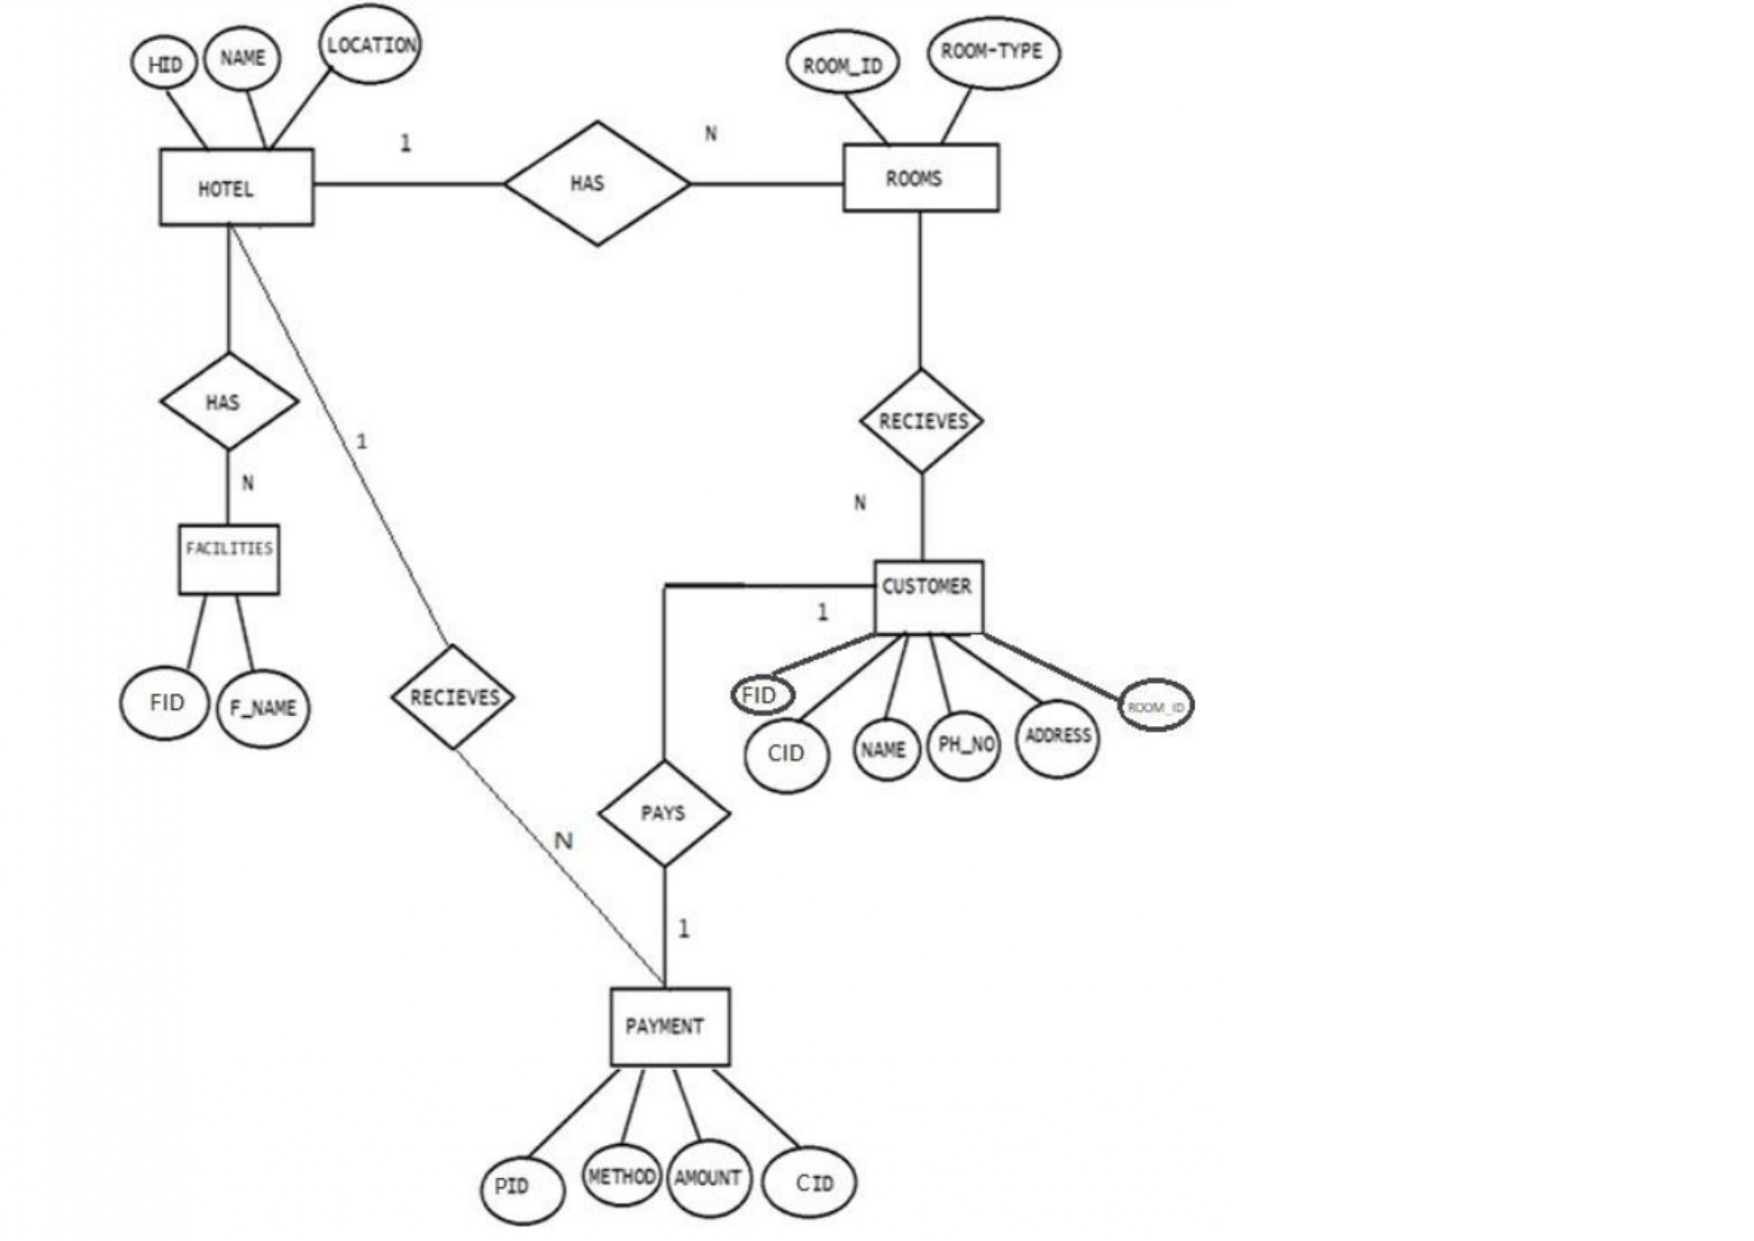 HID
NAME
LOCATION
ROOM_ID
ROOM-TYPE
1
N
HOTEL
HAS
ROOMS
HAS
RECIEVES
1
N
N
FACILITIES
CUSTOMER
1
FID
F_NAME
RECIEVES
FID
ROOM_ID
CID
NAME
PH_NO
ADDRESS
PAYS
N
1
PAYMENT
PID
METHOD
AMOUNT
CID